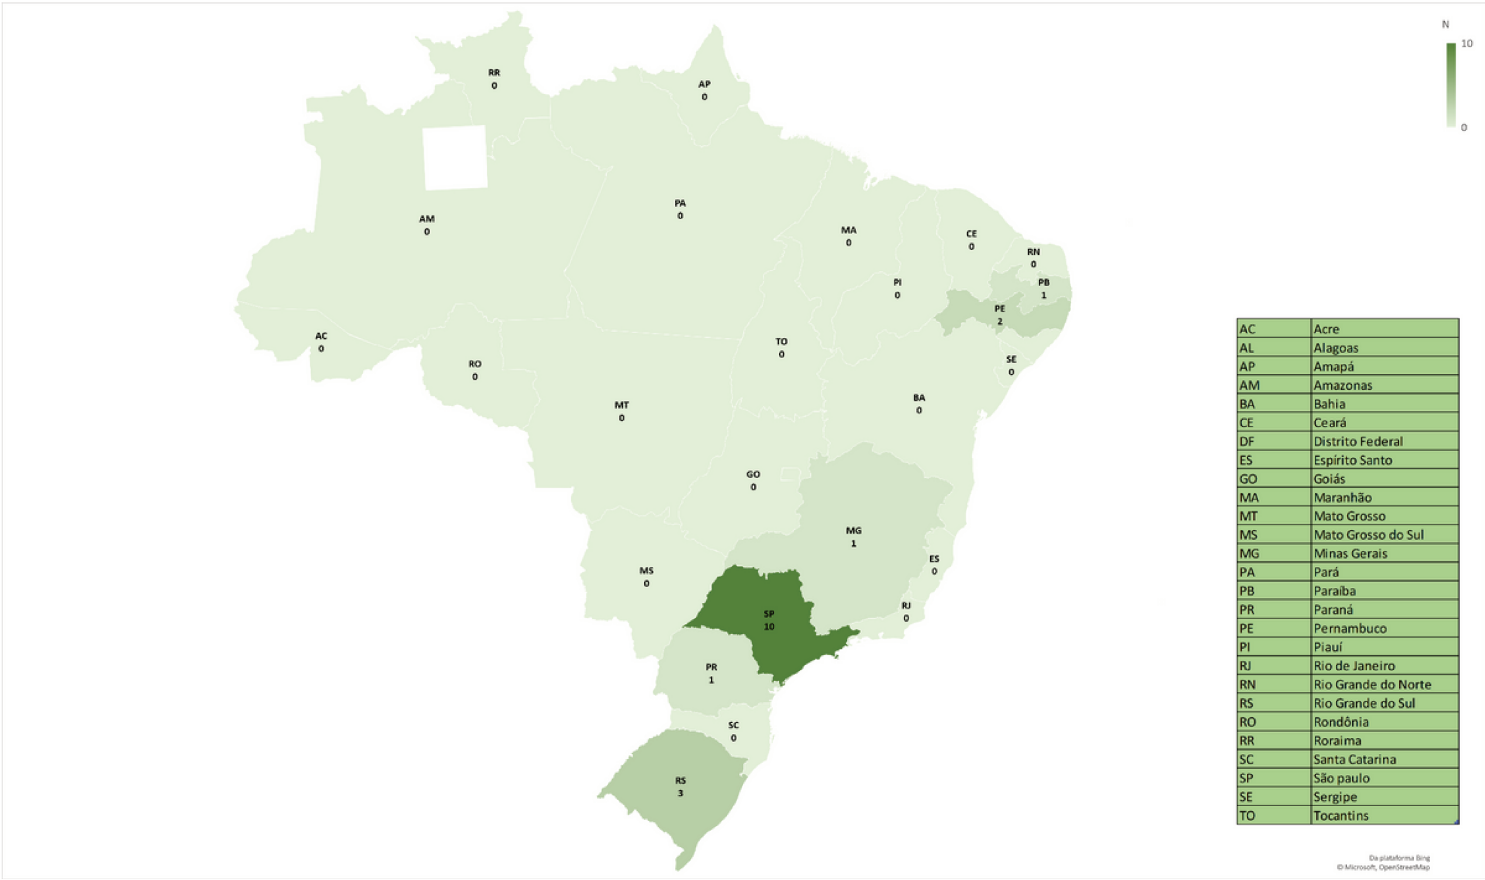 N
10
0
RR
0
AP
0
AM
0
PA
0
MA
0
CE
0
RN
0
PI
0
PB
1
PE
2
AC
0
RO
0
TO
0
SE
0
MT
0
BA
0
GO
0
MG
1
ES
0
MS
0
SP
10
RJ
0
PR
1
SC
0
RS
3
AC Acre
AL Alagoas
AP Amapá
AM Amazonas
BA Bahia
CE Ceará
DF Distrito Federal
ES Espírito Santo
GO Goiás
MA Maranhão
MT Mato Grosso
MS Mato Grosso do Sul
MG Minas Gerais
PA Pará
PB Paraíba
PR Paraná
PE Pernambuco
PI Piauí
RJ Rio de Janeiro
RN Rio Grande do Norte
RS Rio Grande do Sul
RO Rondônia
RR Roraima
SC Santa Catarina
SP São paulo
SE Sergipe
TO Tocantins
Da plataforma Bing
© Microsoft, OpenStreetMap